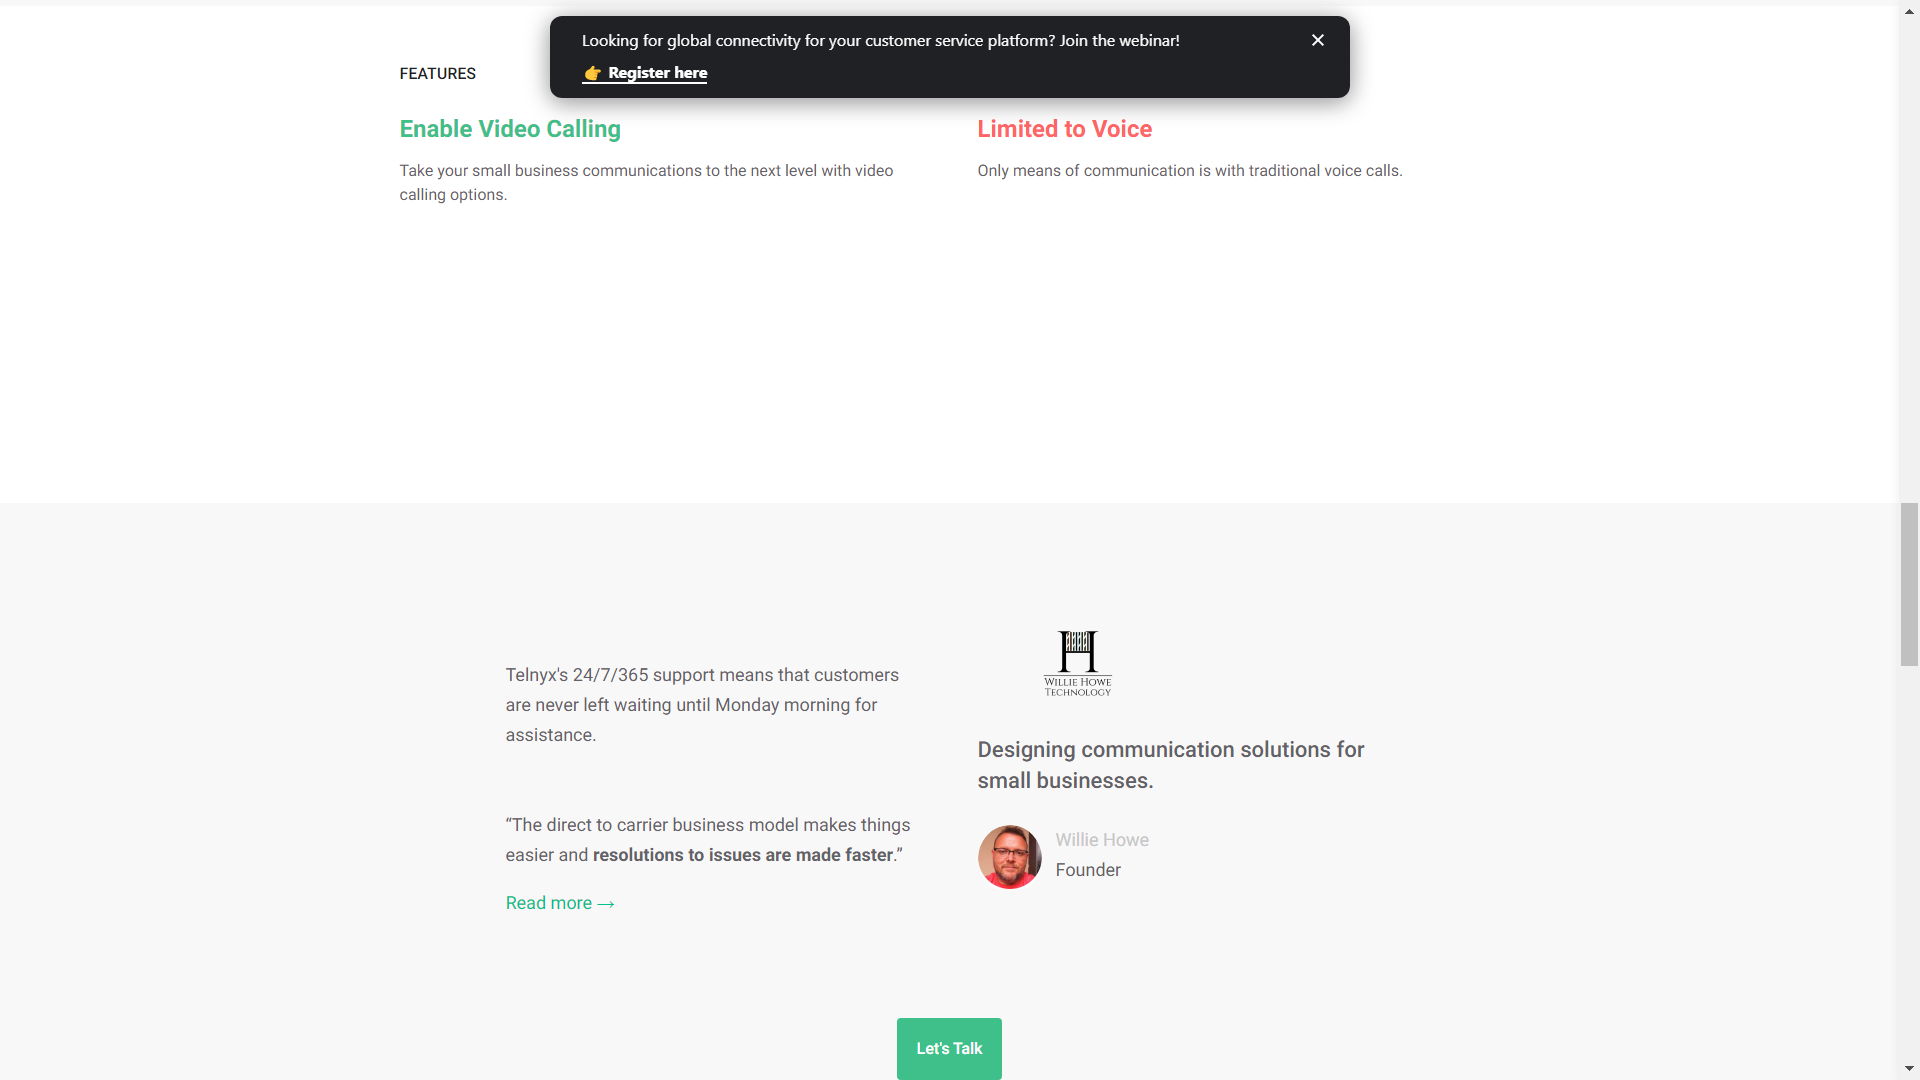 Looking for global connectivity for your customer service platform? Join the webinar!
👉 Register here
FEATURES
Enable Video Calling
Take your small business communications to the next level with video
calling options.
Limited to Voice
Only means of communication is with traditional voice calls.
Telnyx's 24/7/365 support means that customers
are never left waiting until Monday morning for
assistance.
“The direct to carrier business model makes things
easier and resolutions to issues are made faster.”
Read more →
H
WILLIE HOWE
TECHNOLOGY
Designing communication solutions for
small businesses.
Willie Howe
Founder
Let's Talk